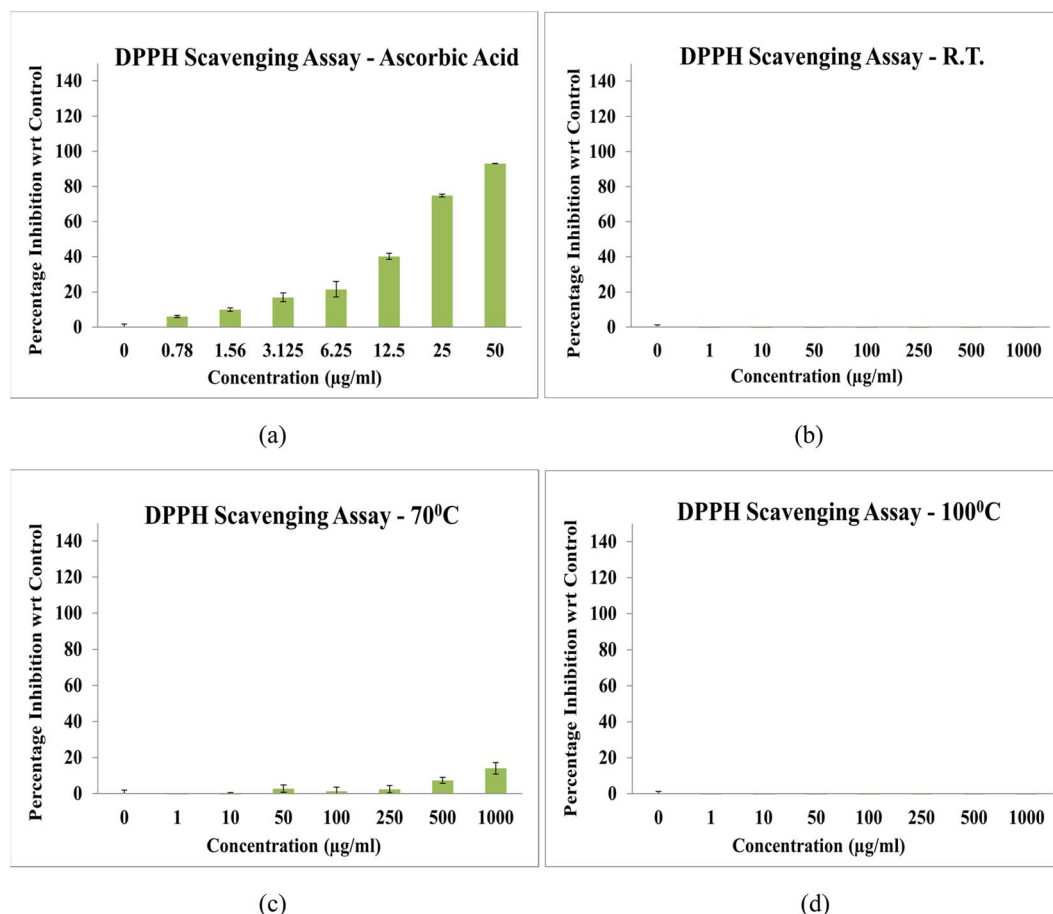 DPPH Scavenging Assay - Ascorbic Acid
Percentage Inhibition wrt Control
140
120
100
80
60
40
20
0
0 0.78 1.56 3.125 6.25 12.5 25 50
Concentration (µg/ml)
(a)
DPPH Scavenging Assay - R.T.
Percentage Inhibition wrt Control
140
120
100
80
60
40
20
0
0 1 10 50 100 250 500 1000
Concentration (µg/ml)
(b)
DPPH Scavenging Assay - 70⁰C
Percentage Inhibition wrt Control
140
120
100
80
60
40
20
0
0 1 10 50 100 250 500 1000
Concentration (µg/ml)
(c)
DPPH Scavenging Assay - 100⁰C
Percentage Inhibition wrt Control
140
120
100
80
60
40
20
0
0 1 10 50 100 250 500 1000
Concentration (µg/ml)
(d)